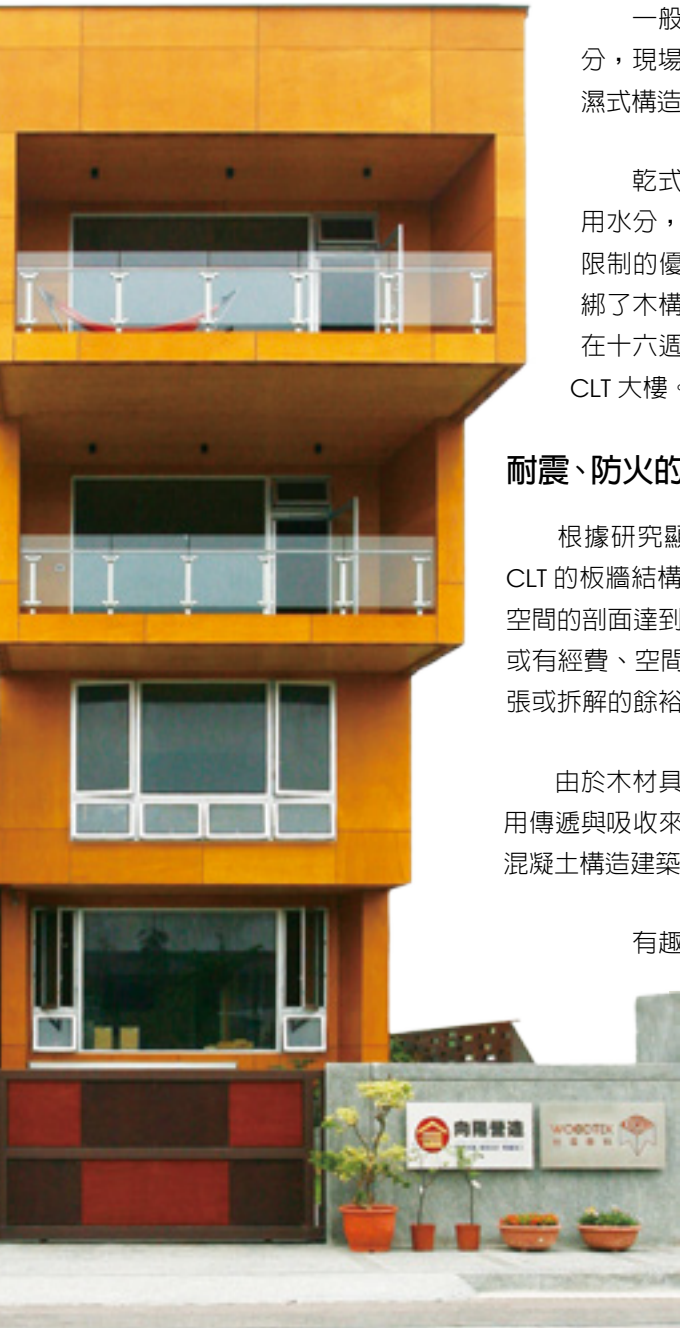 一般
分，現場
濕式構造
乾式
用水分，
限制的優
綁了木構
在十六週
CLT 大樓。
耐震、防火的
根據研究顯
CLT 的板牆結構
空間的剖面達到
或有經費、空間
張或拆解的餘裕
由於木材具
用傳遞與吸收來
混凝土構造建築
有趣
向陽營造
WOODTEK